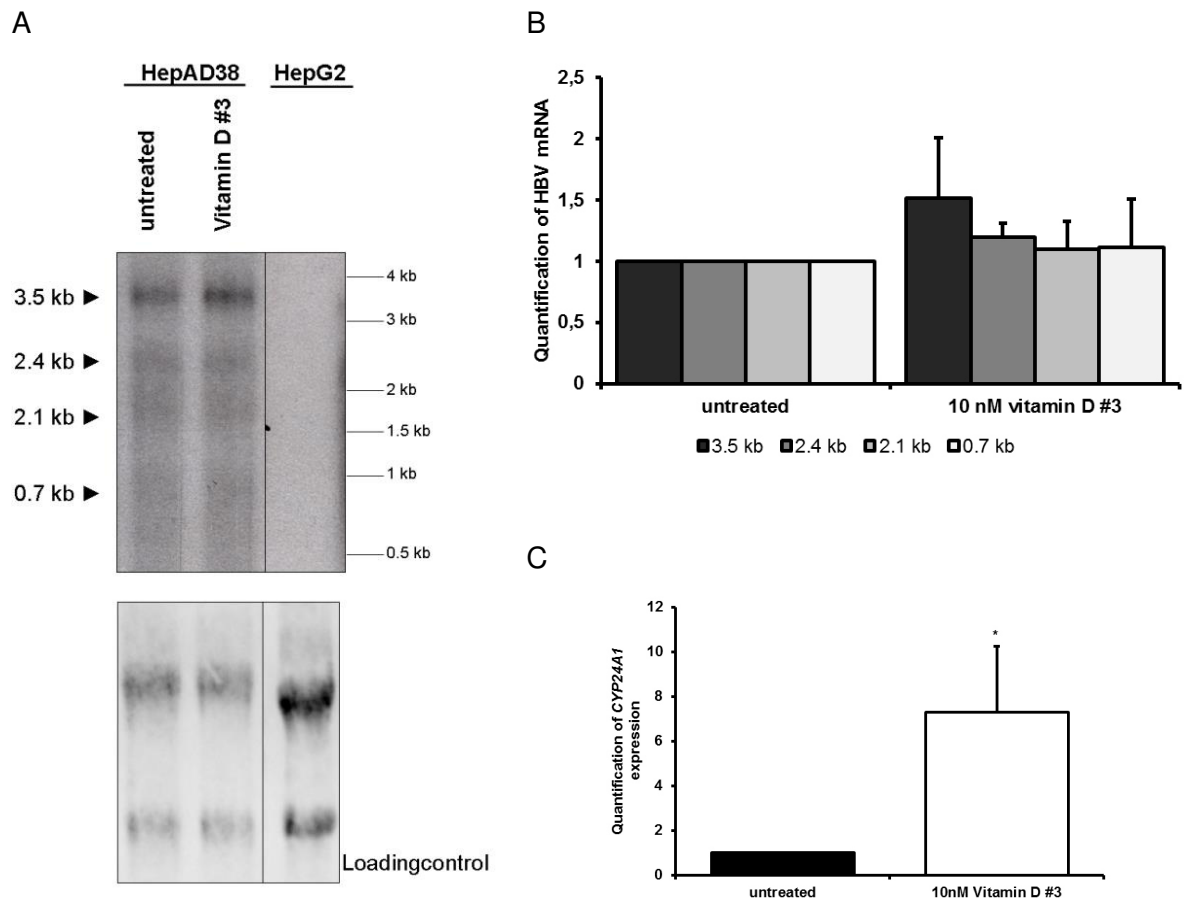 A
HepAD38 HepG2
untreated
Vitamin D #3
3.5 kb
2.4 kb
2.1 kb
0.7 kb
4 kb
3 kb
2 kb
1.5 kb
1 kb
0.5 kb
Loadingcontrol
B
Quantification of HBV mRNA
2,5
2
1,5
1
0,5
0
untreated 10 nM vitamin D #3
3.5 kb 2.4 kb 2.1 kb 0.7 kb
C
Quantification of CYP24A1
expression
12
10
8
6
4
2
0
*
untreated 10nM Vitamin D #3